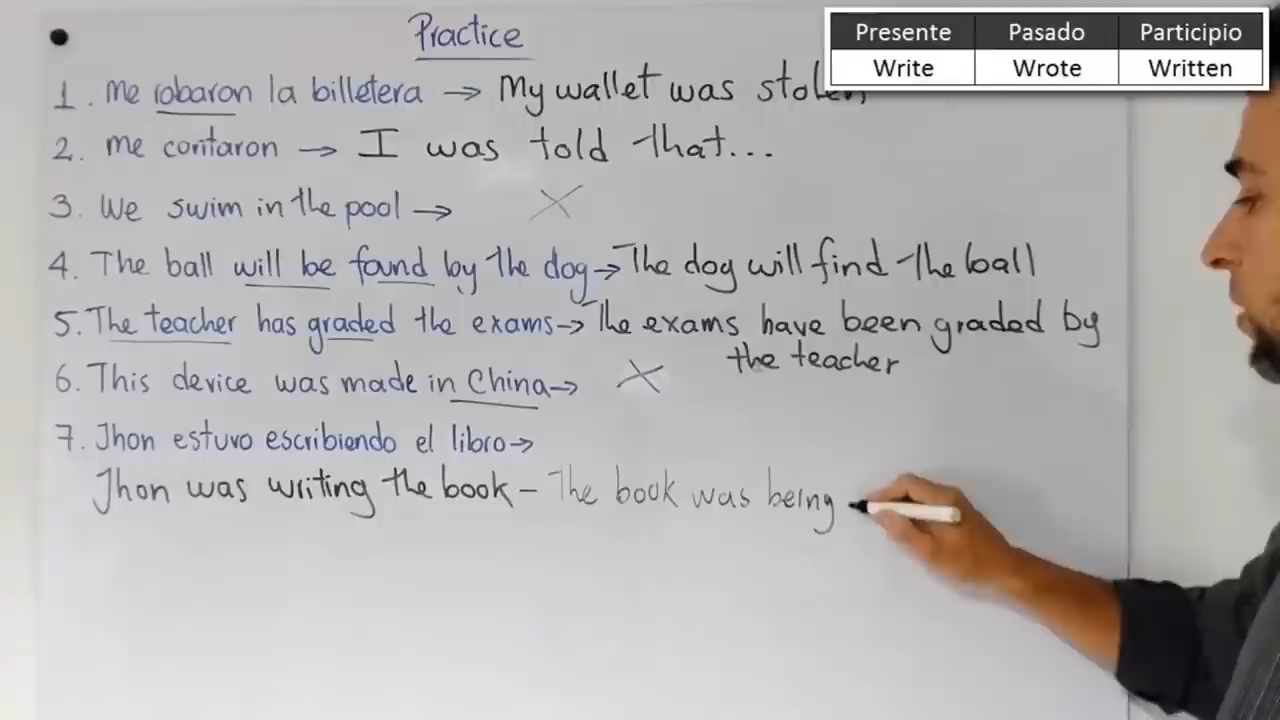 Practice
Presente Pasado Participio
Write Wrote Written
1. Me robaron la billetera → My wallet was stolen
2. Me contaron → I was told that...
3. We swim in the pool → X
4. The ball will be found by the dog → The dog will find the ball
5. The teacher has graded the exams → The exams have been graded by
the teacher
6. This device was made in China → X
7. Jhon estuvo escribiendo el libro →
Jhon was writing the book - The book was being